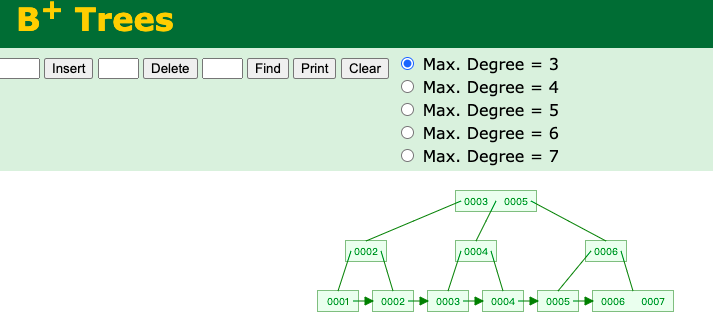 B+ Trees
Insert Delete Find Print Clear
Max. Degree = 3
Max. Degree = 4
Max. Degree = 5
Max. Degree = 6
Max. Degree = 7
0003 0005
0002 0004 0006
0001 0002 0003 0004 0005 0006 0007